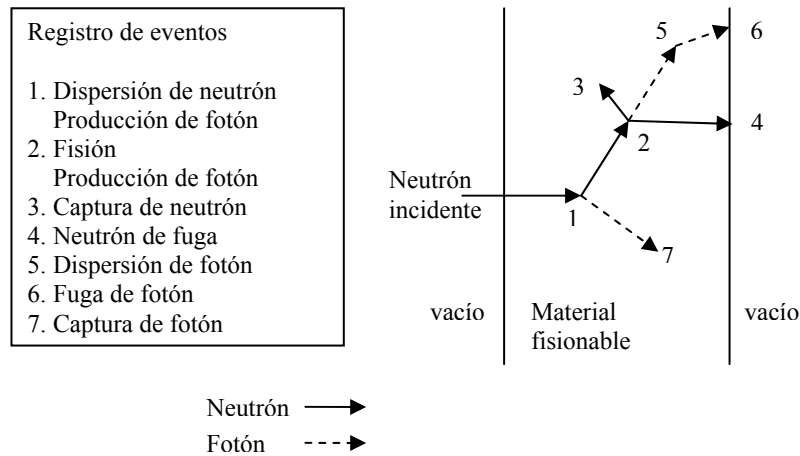 Registro de eventos
1. Dispersión de neutrón
Producción de fotón
2. Fisión
Producción de fotón
3. Captura de neutrón
4. Neutrón de fuga
5. Dispersión de fotón
6. Fuga de fotón
7. Captura de fotón
5
6
3
4
2
Neutrón
incidente
1
7
vacío
Material
fisionable
vacío
Neutrón
Fotón